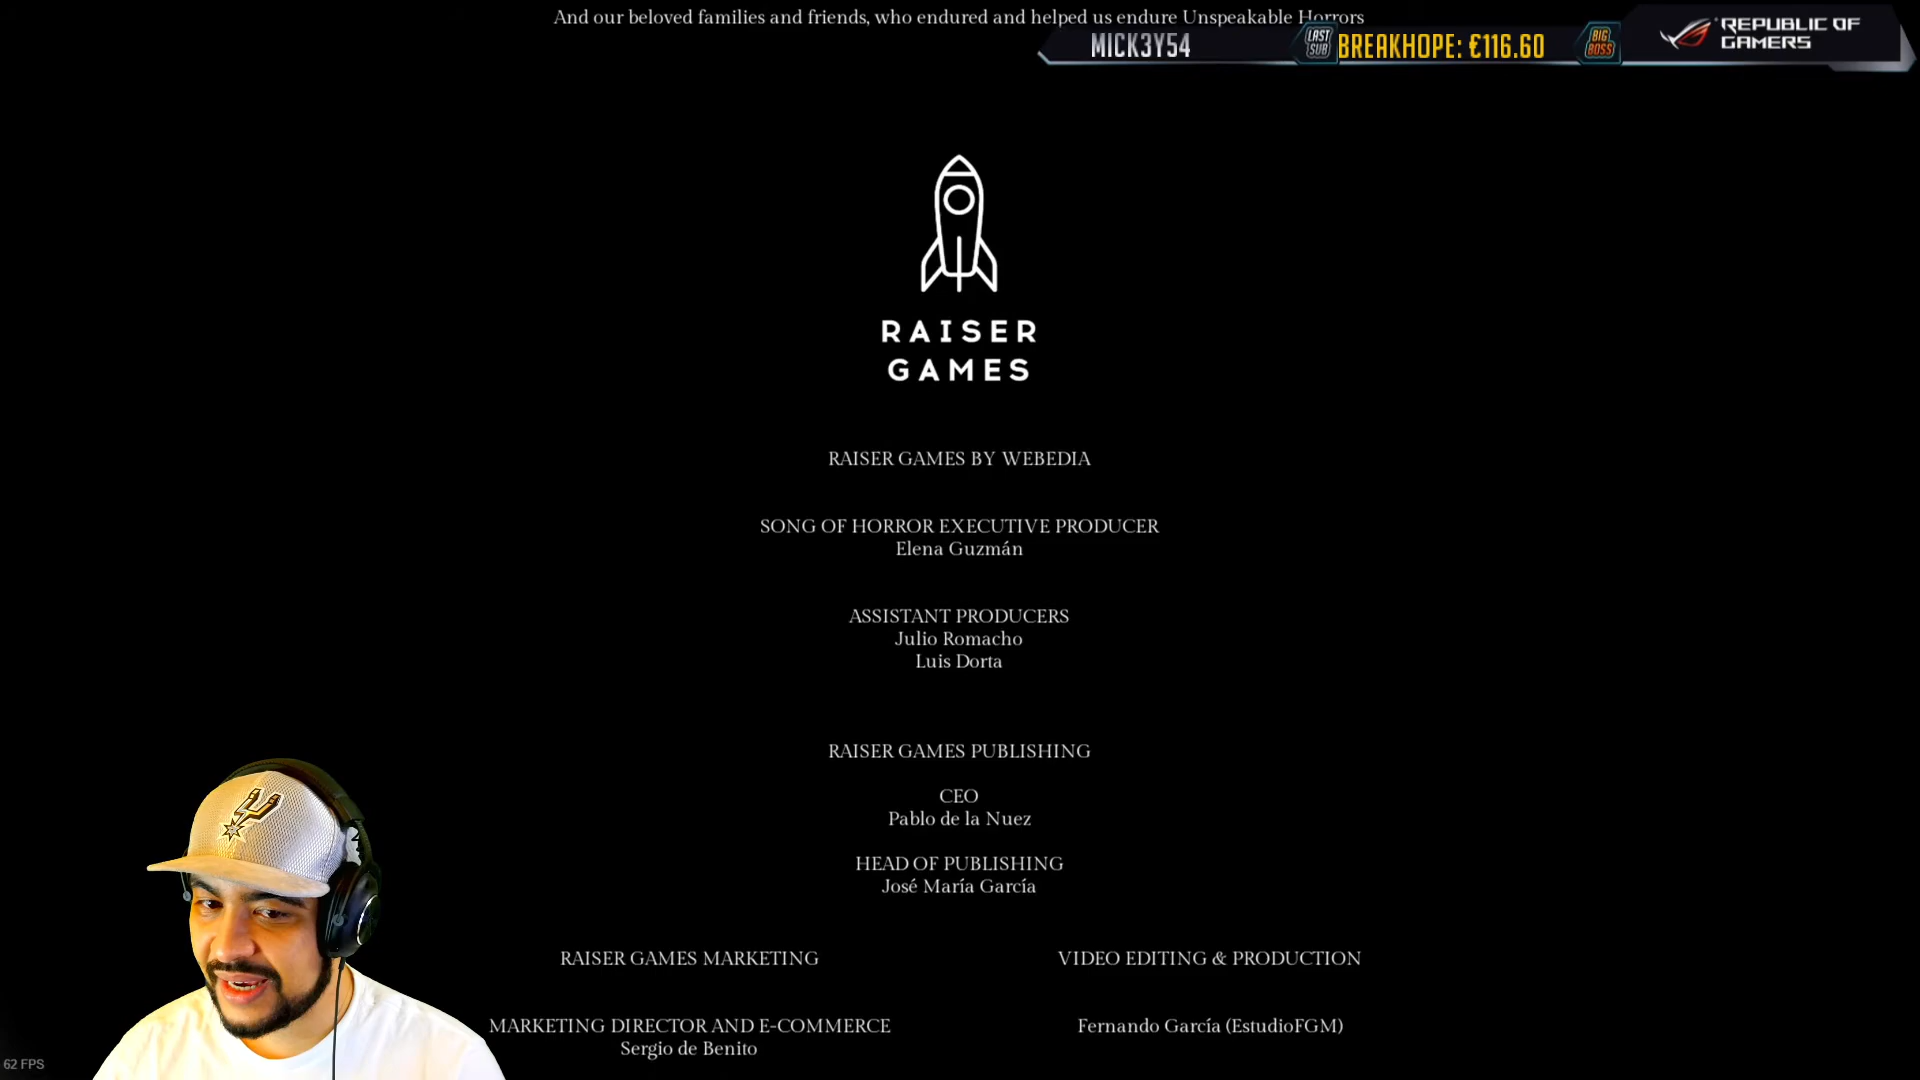 And our beloved families and friends, who endured and helped us endure Unspeakable Horrors
MICK3Y54
LAST SUB
BREAKHOPE: €116.60
BIG BOSS
REPUBLIC OF
GAMERS
RAISER
GAMES
RAISER GAMES BY WEBEDIA
SONG OF HORROR EXECUTIVE PRODUCER
Elena Guzmán
ASSISTANT PRODUCERS
Julio Romacho
Luis Dorta
RAISER GAMES PUBLISHING
CEO
Pablo de la Nuez
HEAD OF PUBLISHING
José María García
RAISER GAMES MARKETING
VIDEO EDITING & PRODUCTION
MARKETING DIRECTOR AND E-COMMERCE
Fernando García (EstudioFGM)
Sergio de Benito
62 FPS